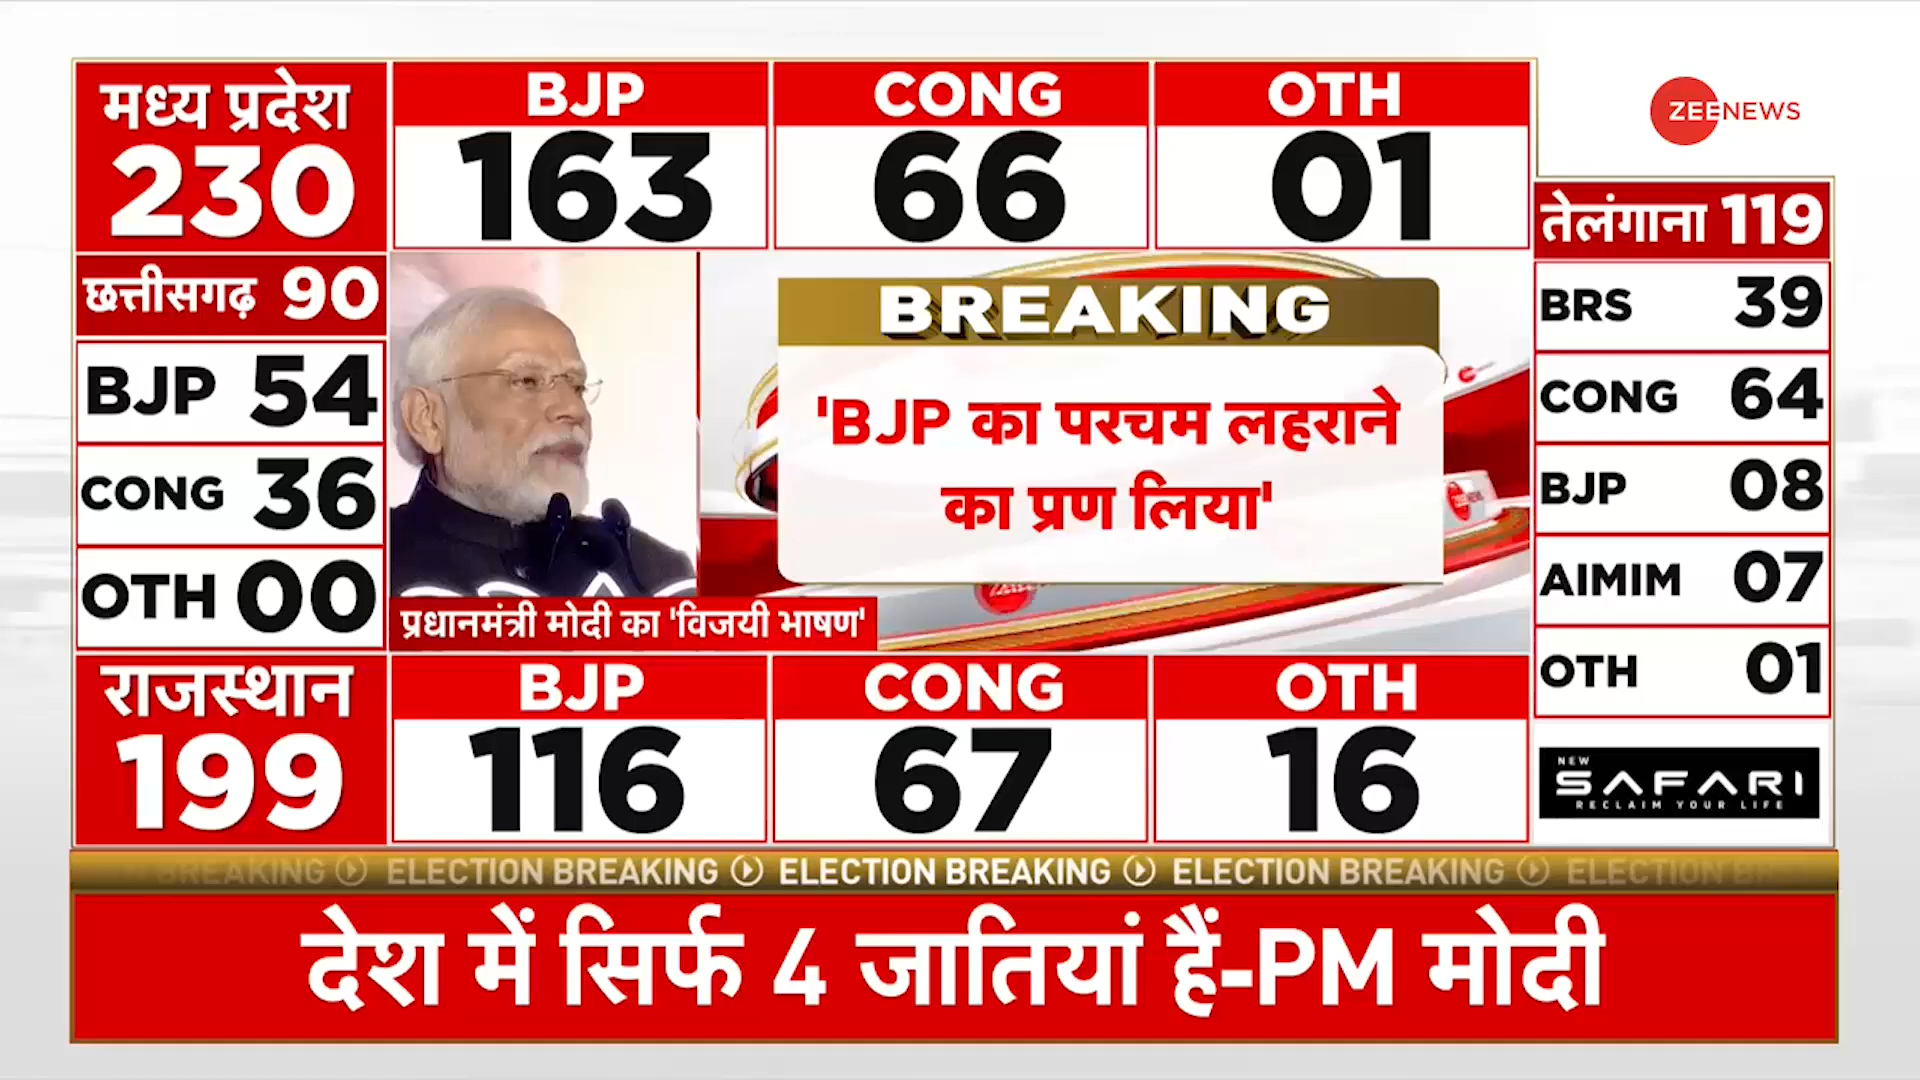 मध्य प्रदेश
230
BJP
163
CONG
66
OTH
01
ZEENEWS
छत्तीसगढ़ 90
BJP 54
CONG 36
OTH 00
BREAKING
'BJP का परचम लहराने
का प्रण लिया'
प्रधानमंत्री मोदी का 'विजयी भाषण'
तेलंगाना 119
BRS 39
CONG 64
BJP 08
AIMIM 07
OTH 01
राजस्थान
199
BJP
116
CONG
67
OTH
16
NEW
SAFARI
RECLAIM YOUR LIFE
BREAKING ELECTION BREAKING ELECTION BREAKING ELECTION BREAKING ELECTION BR
देश में सिर्फ 4 जातियां हैं-PM मोदी